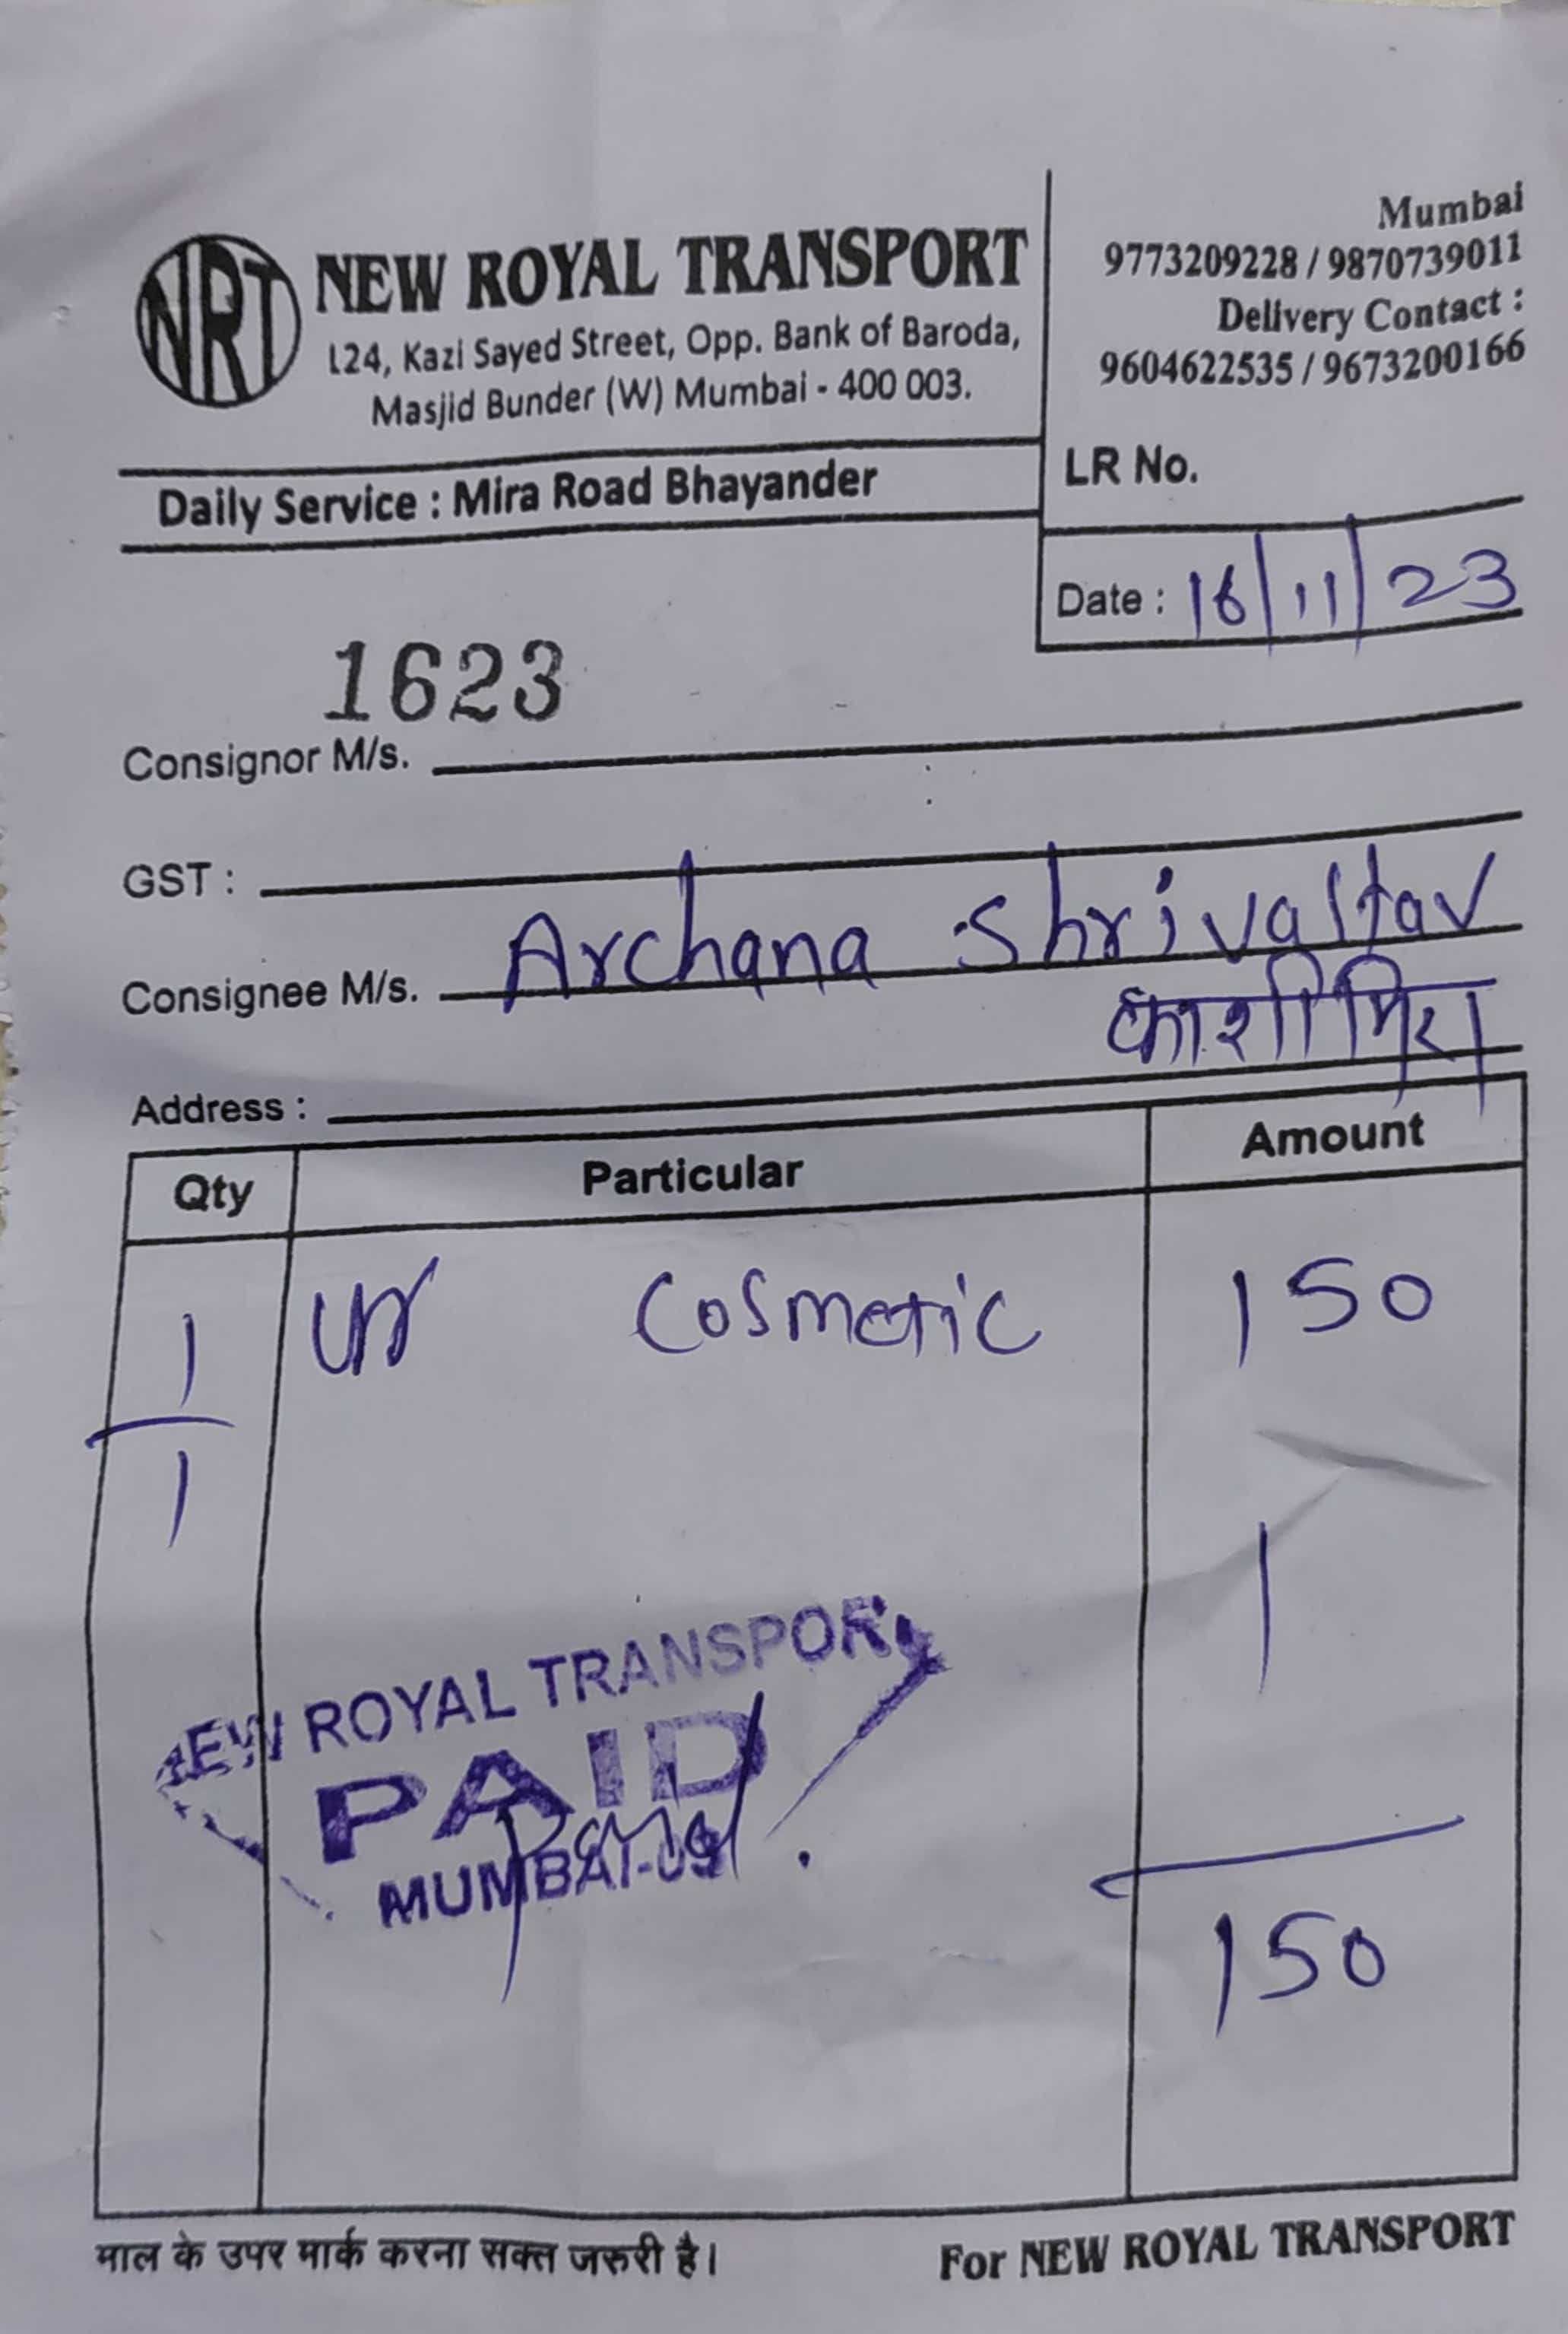 NRT
NEW ROYAL TRANSPORT
L24, Kazi Sayed Street, Opp. Bank of Baroda,
Masjid Bunder (W) Mumbai - 400 003.
Mumbai
9773209228 / 9870739011
Delivery Contact :
9604622535 / 9673200166
Daily Service : Mira Road Bhayander
LR No.
Date : 16/11/23
1623
Consignor M/s.
GST :
Consignee M/s. Archana Shrivastav
काशीमिरा
Address :
Qty Particular Amount
1 Cosmetic 150
1
EW ROYAL TRANSPOR
PAID
MUMBAI-09
150
माल के उपर मार्क करना सक्त जरुरी है।
For NEW ROYAL TRANSPORT